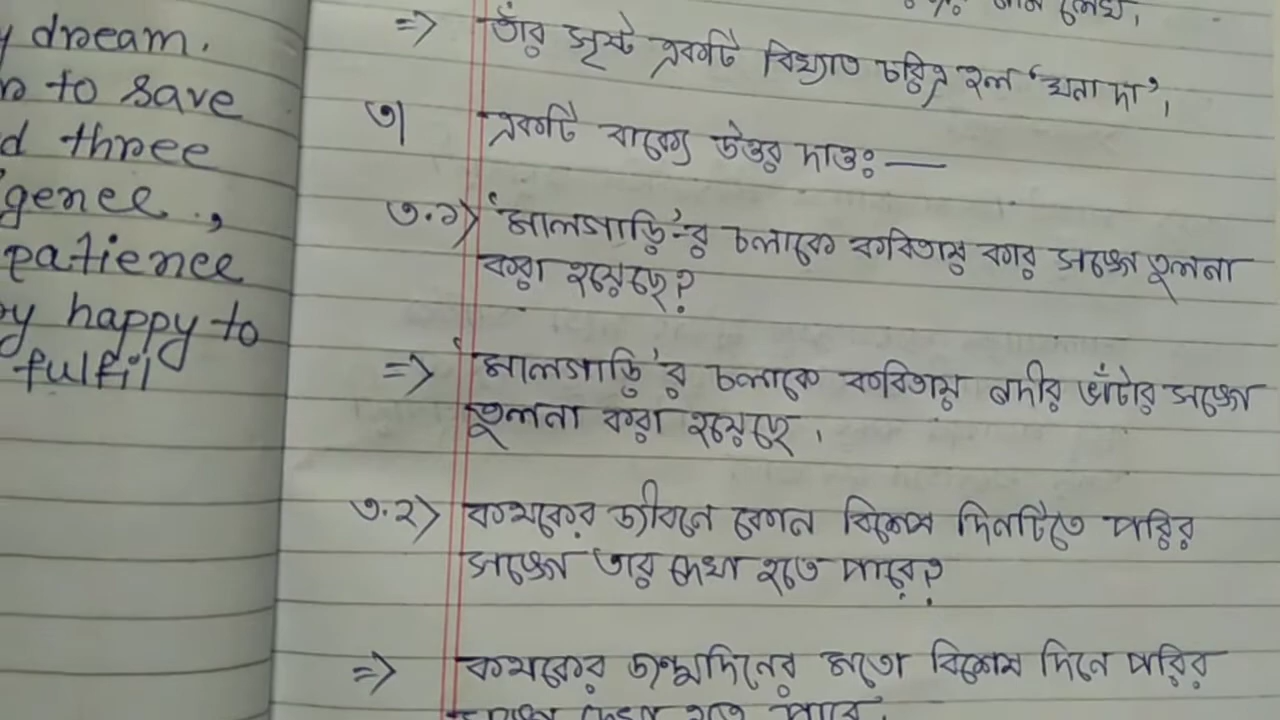 y dream.
to save
d three
gence,
patience
y happy to
fulfil
নাম লেখ।
=> তাঁর সৃষ্ট একটি বিখ্যাত চরিত্র হল ‘ঘনাদা’।
৩। একটি বাক্যে উত্তর দাওঃ—
৩.১> ‘মালগাড়ি’-র চলাকে কবিতায় কার সঙ্গে তুলনা
করা হয়েছে?
=> ‘মালগাড়ি’র চলাকে কবিতায় নদীর ভাঁটার সঙ্গে
তুলনা করা হয়েছে।
৩.২> কথকের জীবনে কোন বিশেষ দিনটিতে পরির
সঙ্গে তার দেখা হতে পারে?
=> কথকের জন্মদিনের মতো বিশেষ দিনে পরির
সঙ্গে দেখা হতে পারে।